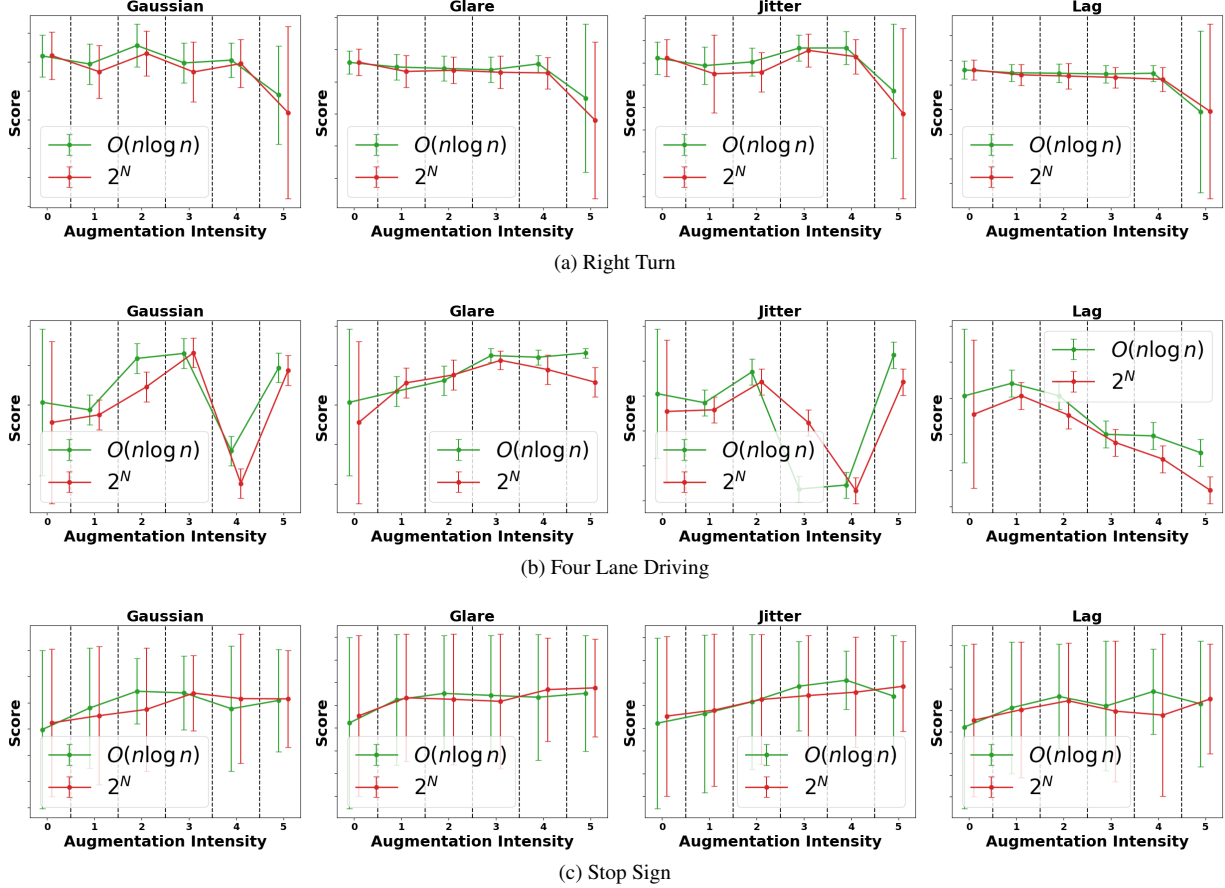 Gaussian Glare Jitter Lag
Score Score Score Score
O(n log n) O(n log n) O(n log n) O(n log n)
2^N 2^N 2^N 2^N
0 1 2 3 4 5 0 1 2 3 4 5 0 1 2 3 4 5 0 1 2 3 4 5
Augmentation Intensity Augmentation Intensity Augmentation Intensity Augmentation Intensity
(a) Right Turn
Gaussian Glare Jitter Lag
Score Score Score Score
O(n log n) O(n log n) O(n log n) O(n log n)
2^N 2^N 2^N 2^N
0 1 2 3 4 5 0 1 2 3 4 5 0 1 2 3 4 5 0 1 2 3 4 5
Augmentation Intensity Augmentation Intensity Augmentation Intensity Augmentation Intensity
(b) Four Lane Driving
Gaussian Glare Jitter Lag
Score Score Score Score
O(n log n) O(n log n) O(n log n) O(n log n)
2^N 2^N 2^N 2^N
0 1 2 3 4 5 0 1 2 3 4 5 0 1 2 3 4 5 0 1 2 3 4 5
Augmentation Intensity Augmentation Intensity Augmentation Intensity Augmentation Intensity
(c) Stop Sign